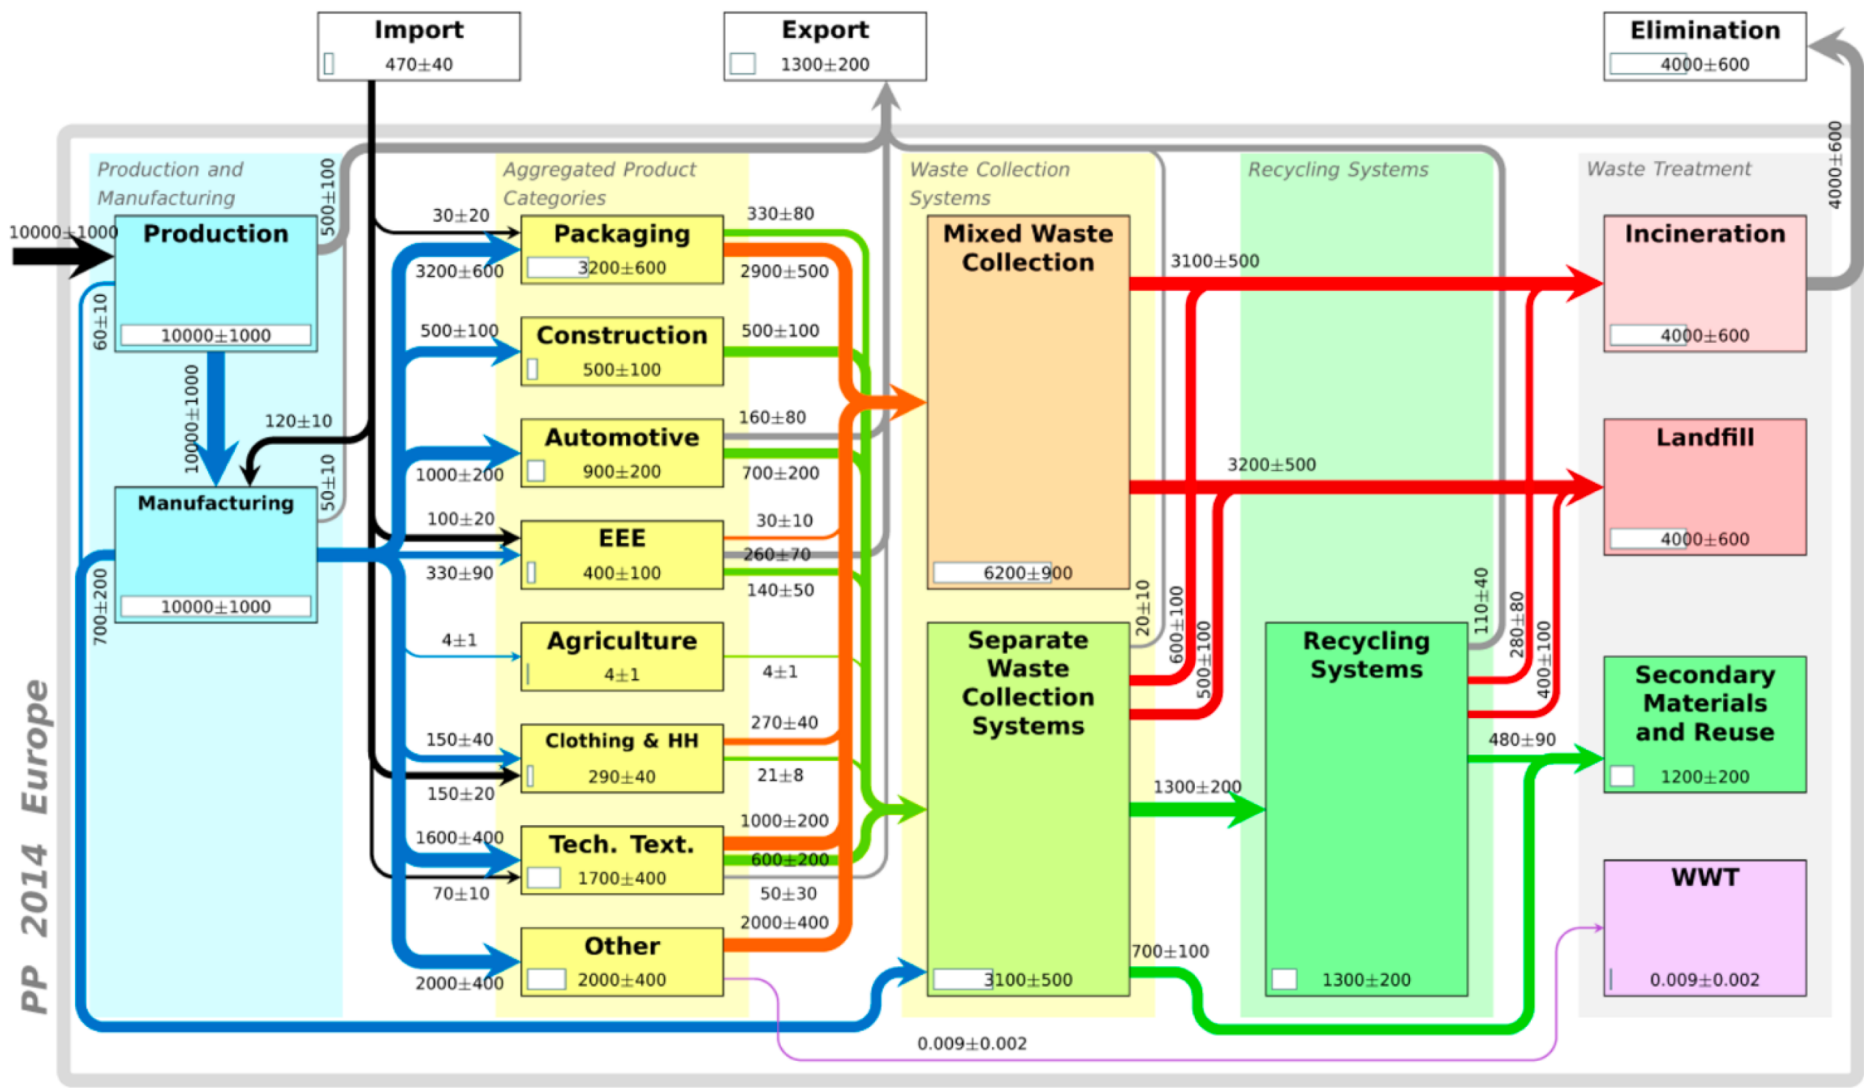 Import
470±40
Export
1300±200
Elimination
4000±600
Production and
Manufacturing
Aggregated Product
Categories
Waste Collection
Systems
Recycling Systems
Waste Treatment
10000±1000
Production
10000±1000
500±100
60±10
10000±1000
120±10
Manufacturing
10000±1000
50±10
700±200
30±20
3200±600
Packaging
3200±600
330±80
2900±500
500±100
Construction
500±100
500±100
1000±200
Automotive
900±200
160±80
700±200
100±20
330±90
EEE
400±100
30±10
260±70
140±50
4±1
Agriculture
4±1
4±1
150±40
150±20
Clothing & HH
290±40
270±40
21±8
1600±400
70±10
Tech. Text.
1700±400
1000±200
600±200
50±30
2000±400
Other
2000±400
2000±400
Mixed Waste
Collection
6200±900
3100±500
3200±500
Separate
Waste
Collection
Systems
3100±500
20±10
600±100
500±100
1300±200
700±100
Recycling
Systems
1300±200
110±40
280±80
400±100
480±90
Incineration
4000±600
4000±600
Landfill
4000±600
Secondary
Materials
and Reuse
1200±200
WWT
0.009±0.002
0.009±0.002
PP 2014 Europe